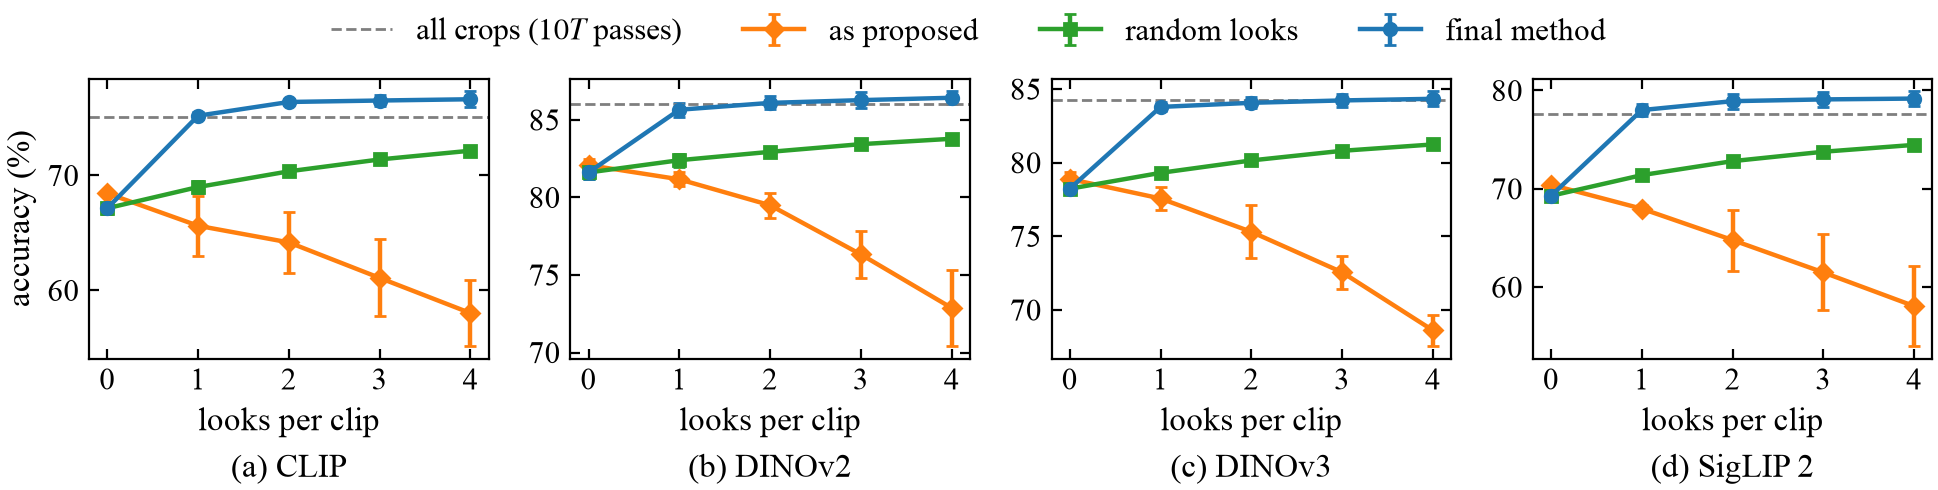 all crops (10T passes) as proposed random looks final method
accuracy (%)
70
60
0 1 2 3 4
looks per clip
(a) CLIP
85
80
75
70
0 1 2 3 4
looks per clip
(b) DINOv2
85
80
75
70
0 1 2 3 4
looks per clip
(c) DINOv3
80
70
60
0 1 2 3 4
looks per clip
(d) SigLIP 2